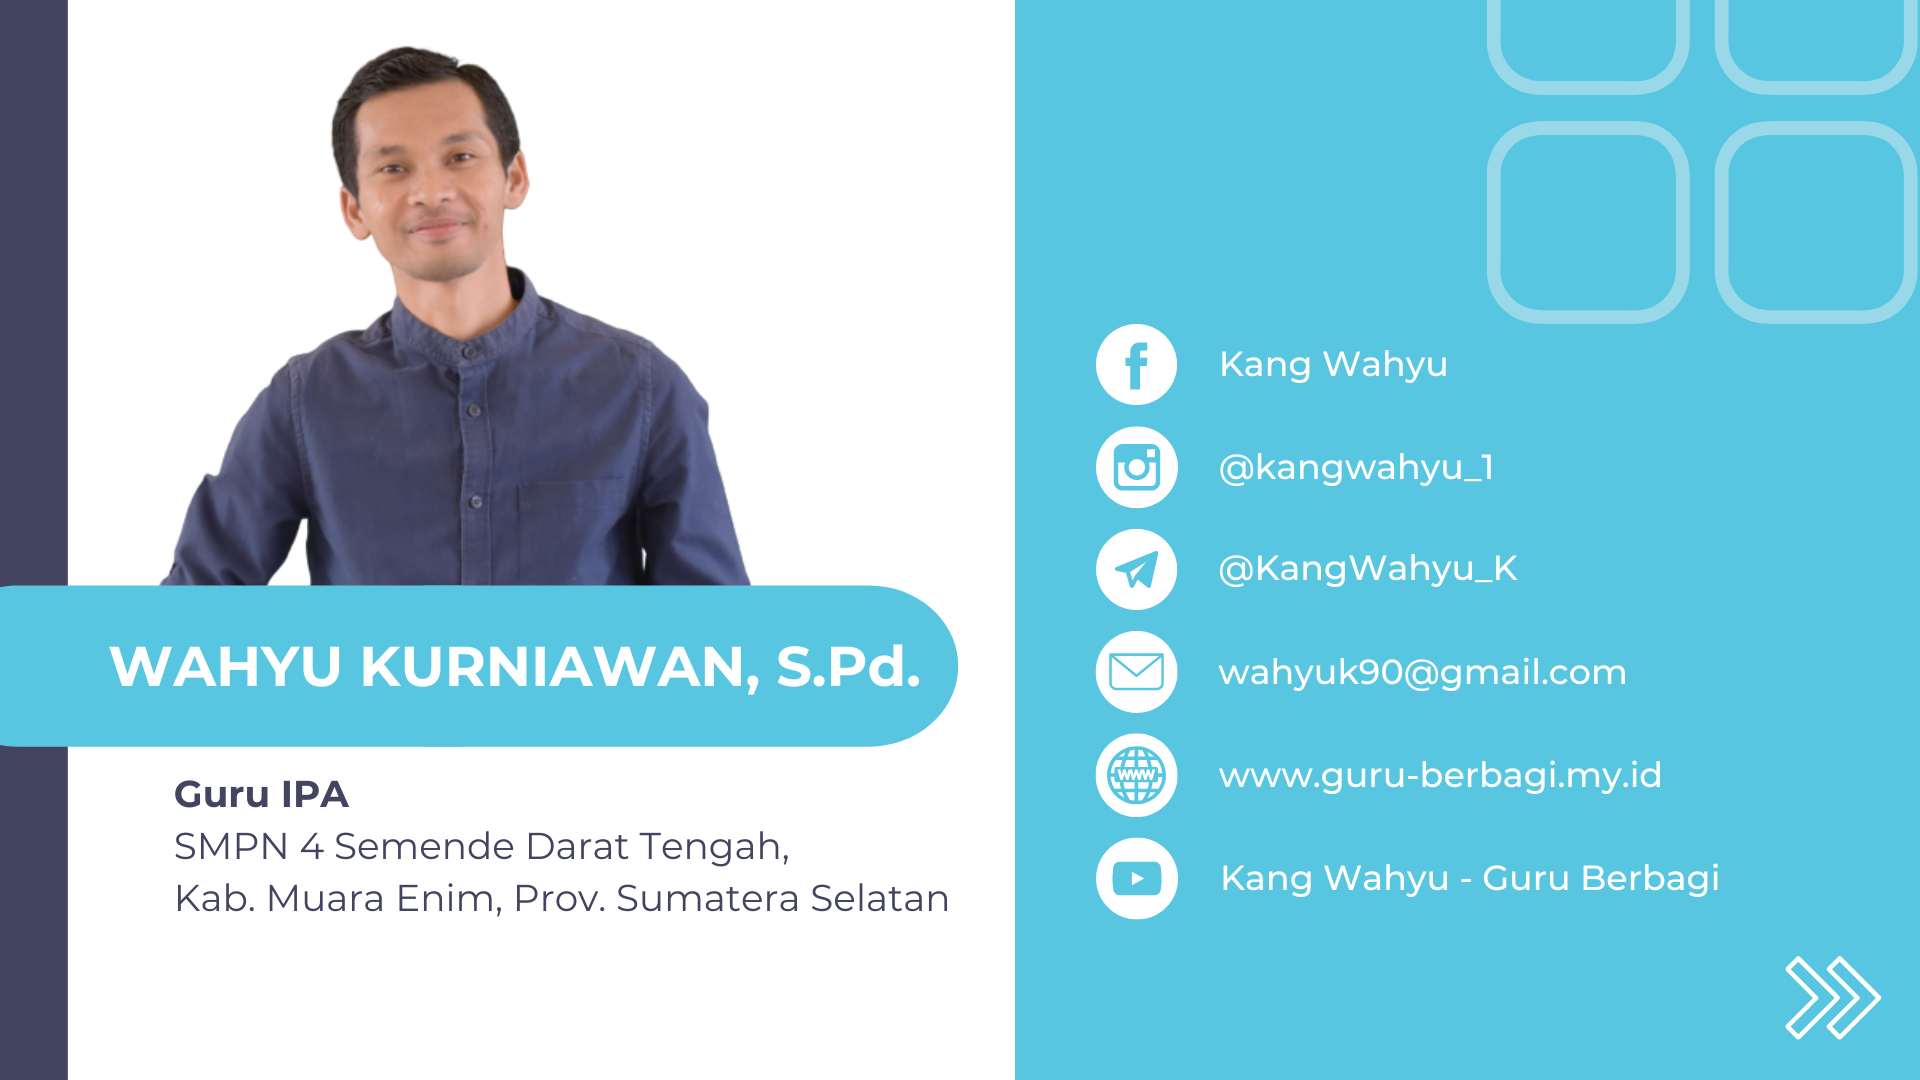 WAHYU KURNIAWAN, S.Pd.
Guru IPA
SMPN 4 Semende Darat Tengah,
Kab. Muara Enim, Prov. Sumatera Selatan
Kang Wahyu
@kangwahyu_1
@KangWahyu_K
wahyuk90@gmail.com
www
www.guru-berbagi.my.id
Kang Wahyu - Guru Berbagi